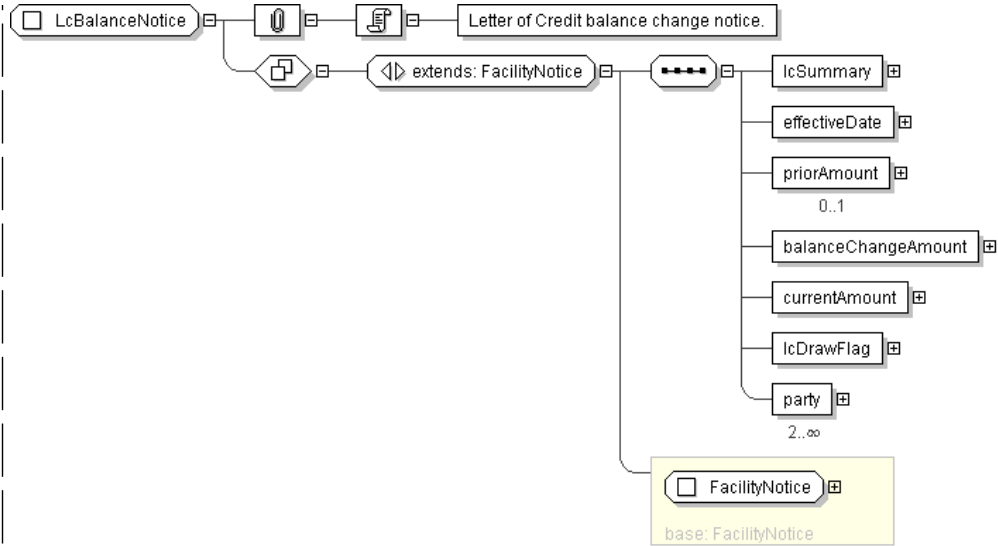 LcBalanceNotice
Letter of Credit balance change notice.
extends: FacilityNotice
lcSummary
effectiveDate
priorAmount
0..1
balanceChangeAmount
currentAmount
lcDrawFlag
party
2..∞
FacilityNotice
base: FacilityNotice